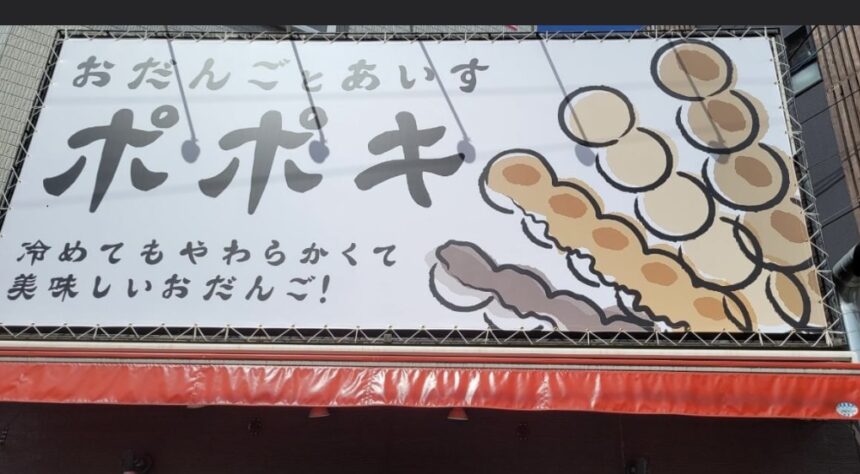 おだんごとあいす
ポポキ
冷めてもやわらかくて
美味しいおだんご!